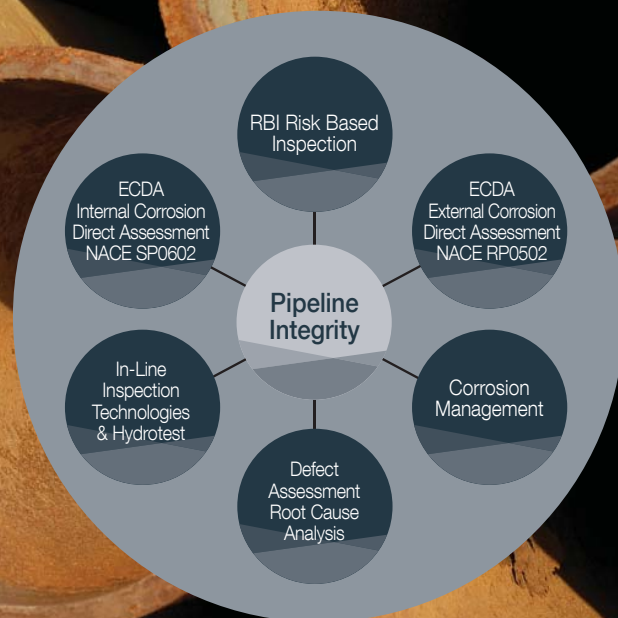 RBI Risk Based
Inspection
ECDA
Internal Corrosion
Direct Assessment
NACE SP0602
ECDA
External Corrosion
Direct Assessment
NACE RP0502
Pipeline
Integrity
In-Line
Inspection
Technologies
& Hydrotest
Corrosion
Management
Defect
Assessment
Root Cause
Analysis